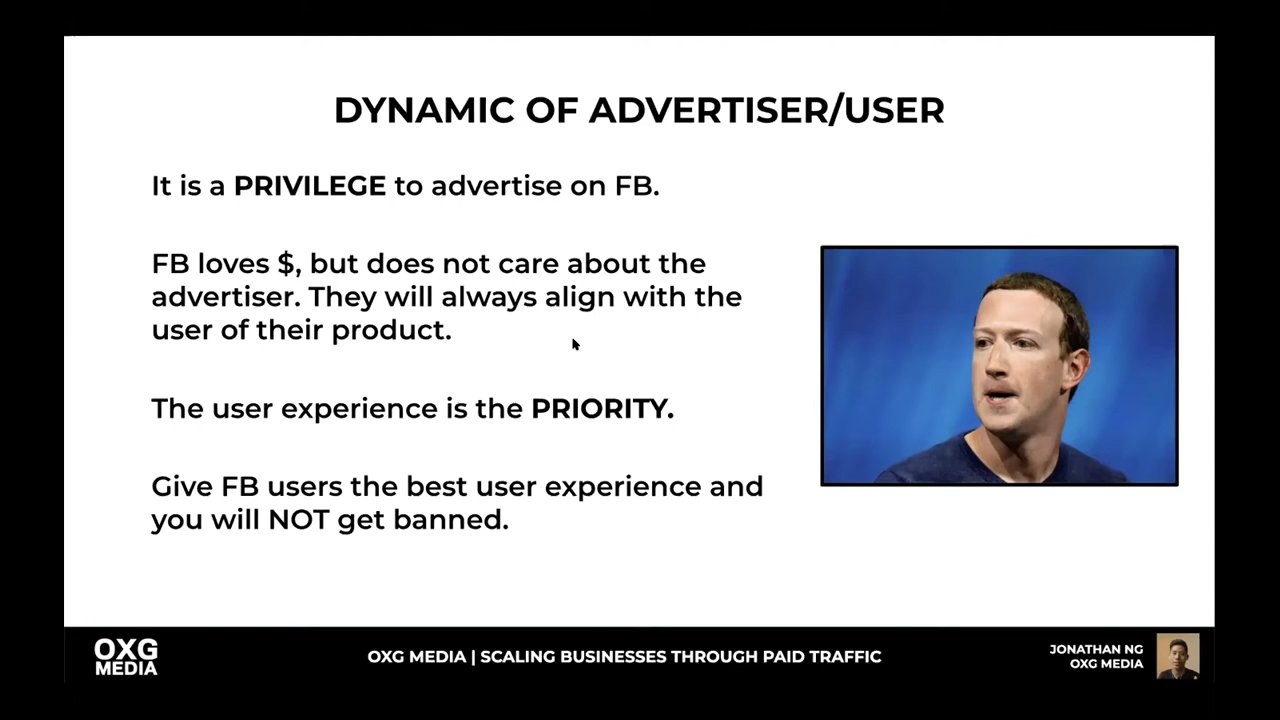 DYNAMIC OF ADVERTISER/USER
It is a PRIVILEGE to advertise on FB.
FB loves $, but does not care about the
advertiser. They will always align with the
user of their product.
The user experience is the PRIORITY.
Give FB users the best user experience and
you will NOT get banned.
OXG
MEDIA
OXG MEDIA | SCALING BUSINESSES THROUGH PAID TRAFFIC
JONATHAN NG
OXG MEDIA